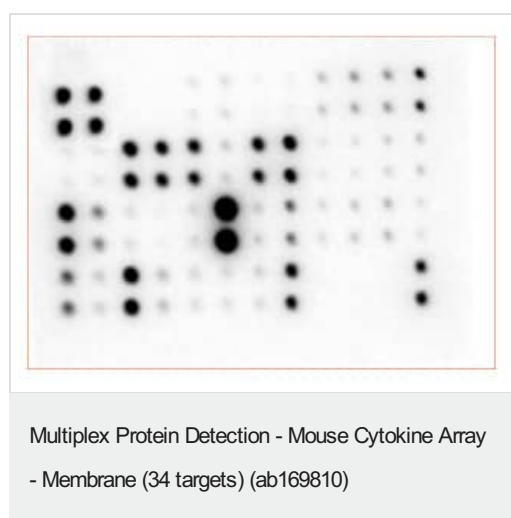 Multiplex Protein Detection - Mouse Cytokine Array
- Membrane (34 targets) (ab169810)